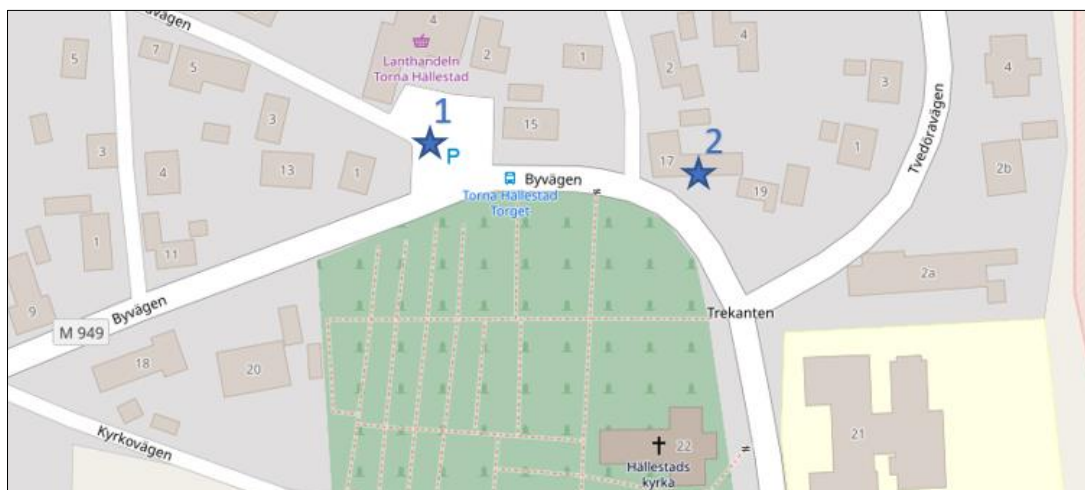 4
5
7
5
Lanthandeln
Torna Hällestad
2
1
2
4
3
4
Tvedöravägen
1
P
15
2
3
3
4
13
1
17
19
1
2b
Byvägen
Torna Hällestad
Torget
1
11
9
2a
Byvägen
M 949
Trekanten
18
20
Kyrkovägen
21
22
Hällestads
kyrka